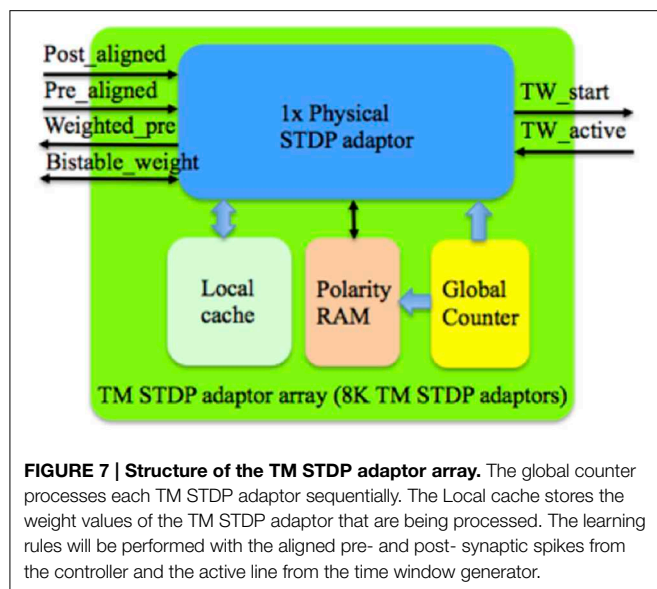 Post_aligned
Pre_aligned
Weighted_pre
Bistable_weight
1x Physical
STDP adaptor
TW_start
TW_active
Local
cache
Polarity
RAM
Global
Counter
TM STDP adaptor array (8K TM STDP adaptors)
FIGURE 7 | Structure of the TM STDP adaptor array. The global counter
processes each TM STDP adaptor sequentially. The Local cache stores the
weight values of the TM STDP adaptor that are being processed. The learning
rules will be performed with the aligned pre- and post- synaptic spikes from
the controller and the active line from the time window generator.